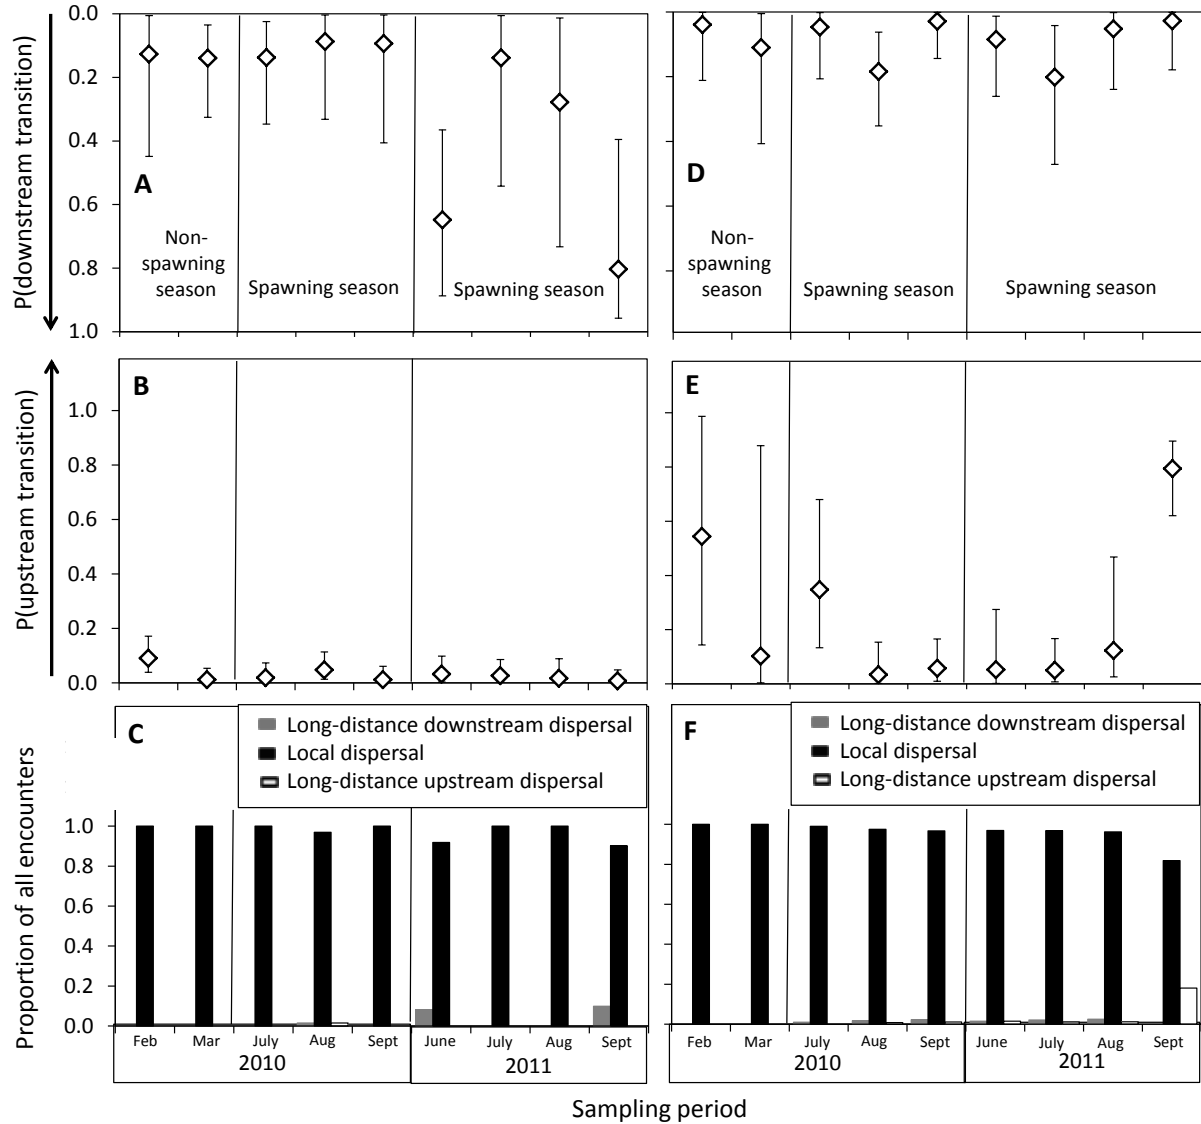 P(downstream transition)
0.0
0.2
0.4
0.6
0.8
1.0
A
Non-
spawning
season
Spawning season
Spawning season
D
Non-
spawning
season
Spawning season
Spawning season
P(upstream transition)
1.0
0.8
0.6
0.4
0.2
0.0
B
E
Proportion of all encounters
1.0
0.8
0.6
0.4
0.2
0.0
C
Long-distance downstream dispersal
Local dispersal
Long-distance upstream dispersal
F
Long-distance downstream dispersal
Local dispersal
Long-distance upstream dispersal
Feb Mar July Aug Sept June July Aug Sept
2010 2011
Feb Mar July Aug Sept June July Aug Sept
2010 2011
Sampling period